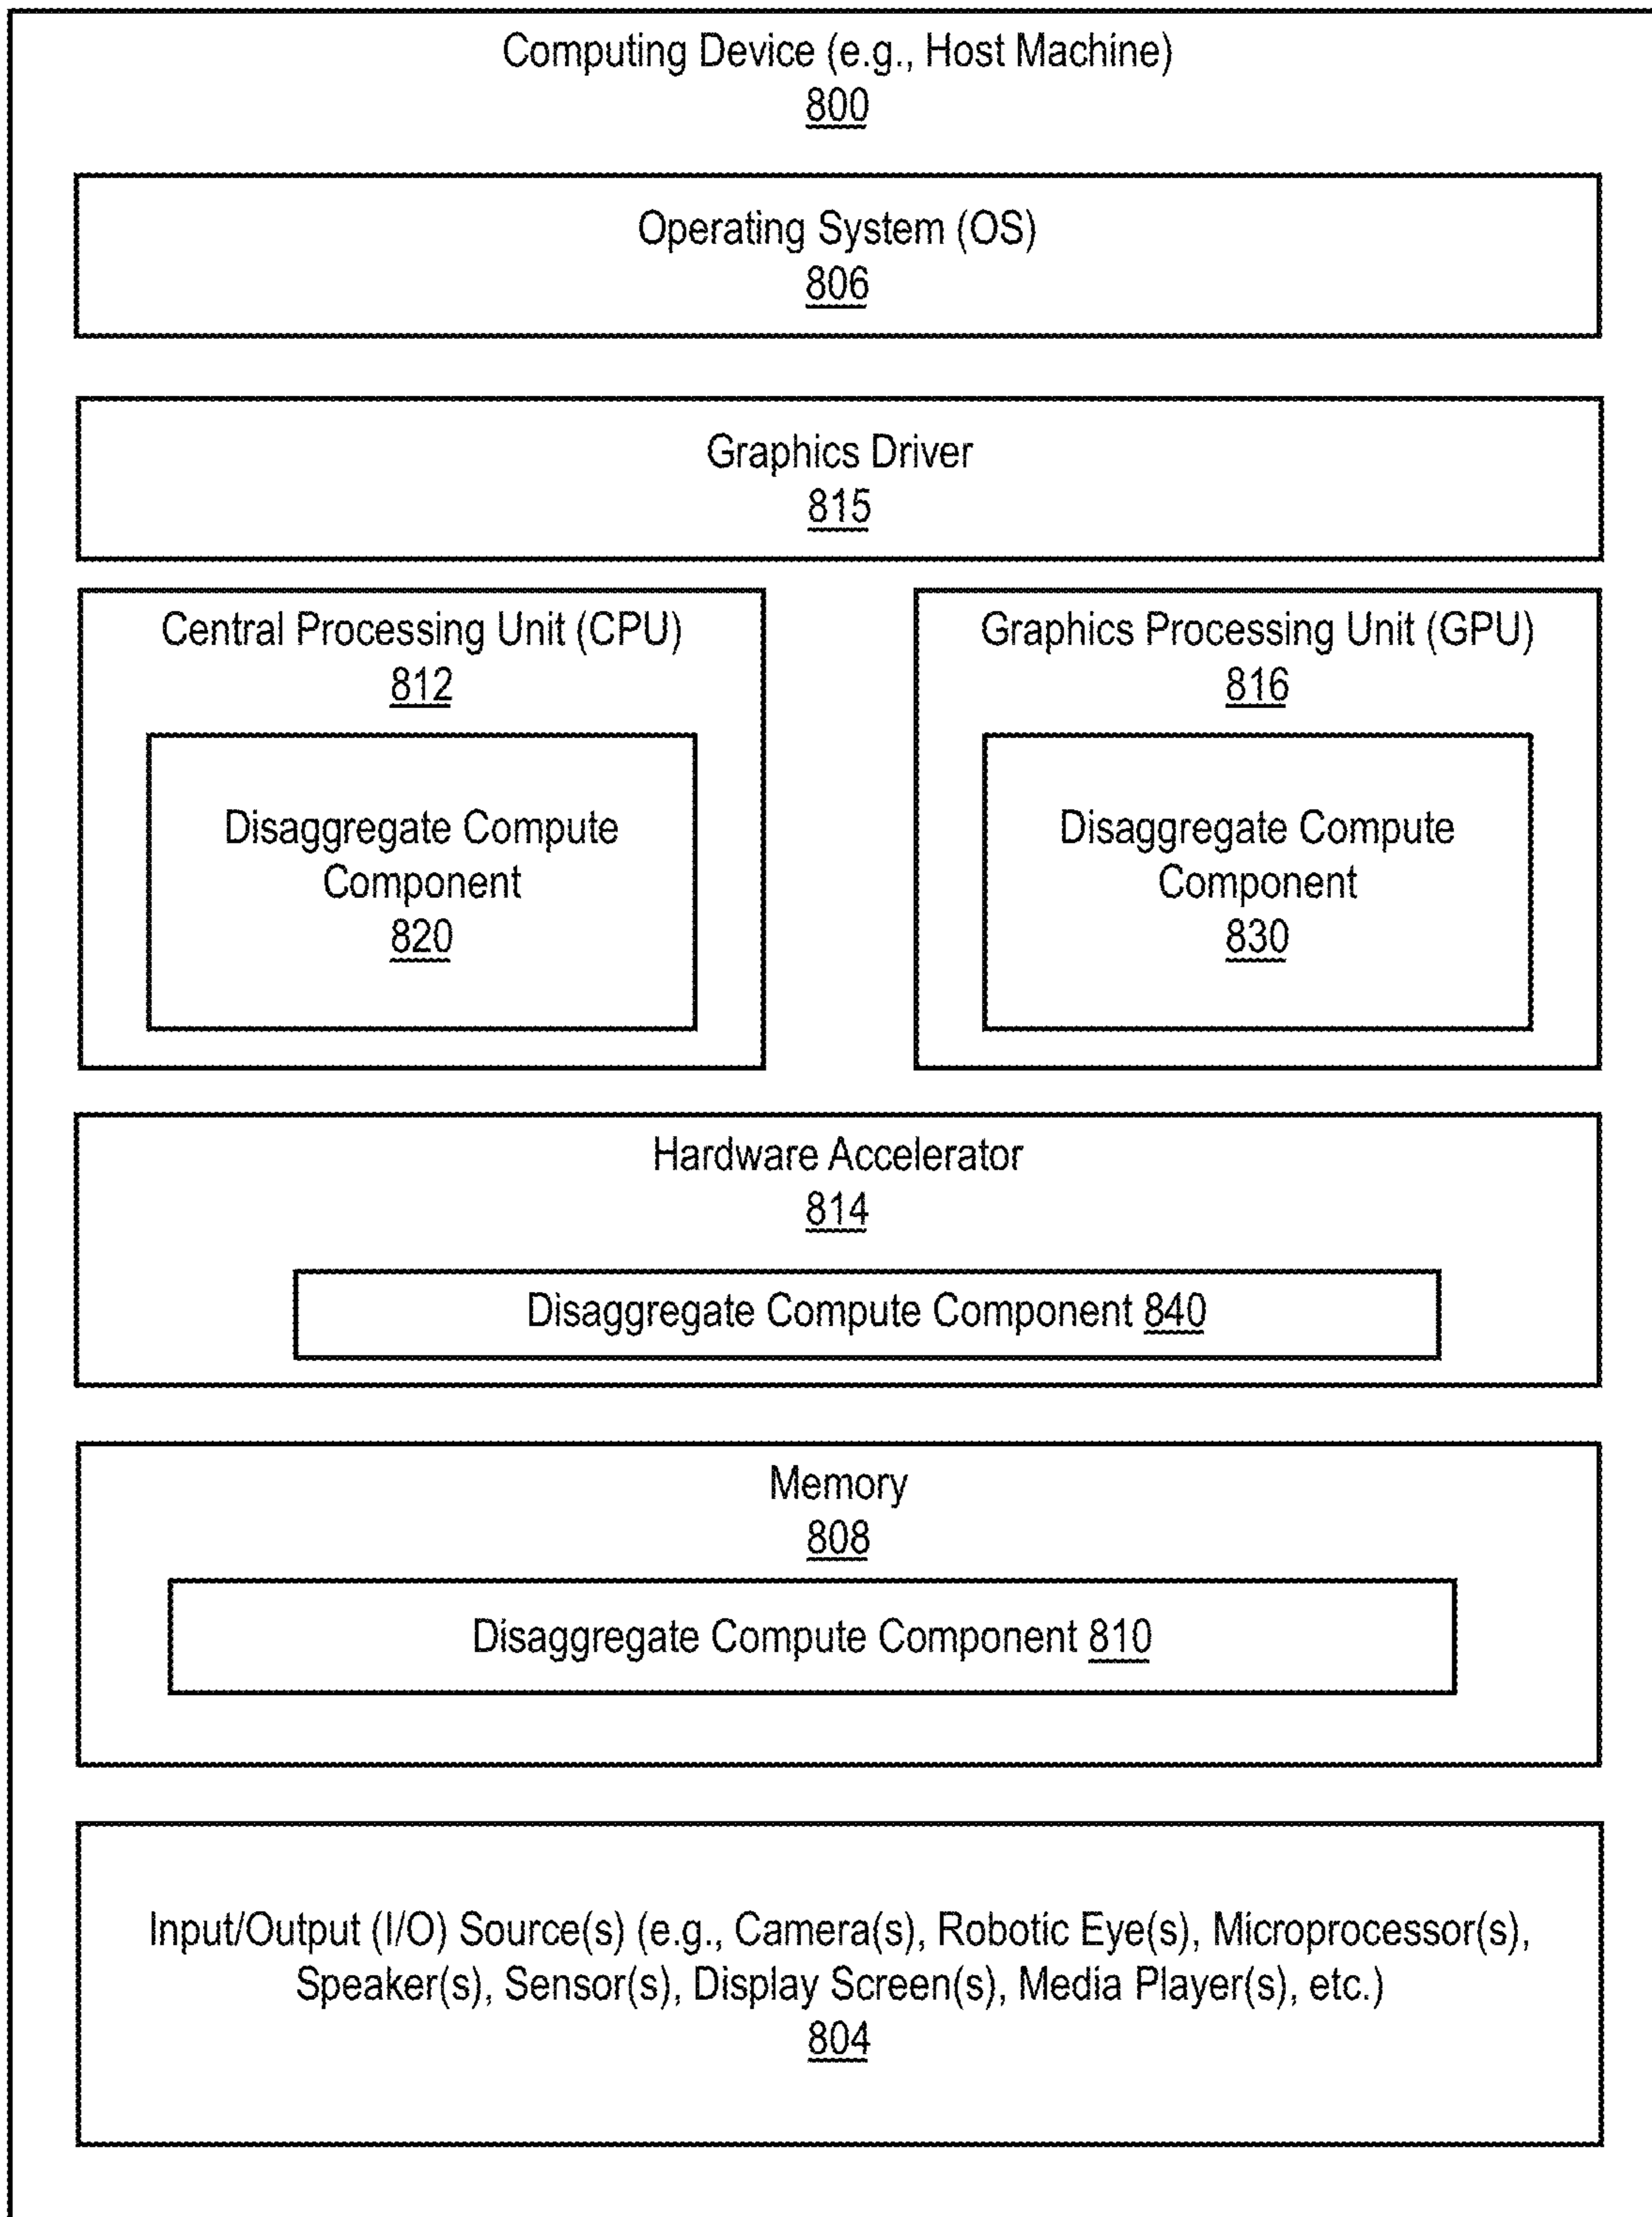 Computing Device (e.g., Host Machine)
800
Operating System (OS)
806
Graphics Driver
815
Central Processing Unit (CPU)
812
Disaggregate Compute
Component
820
Graphics Processing Unit (GPU)
816
Disaggregate Compute
Component
830
Hardware Accelerator
814
Disaggregate Compute Component 840
Memory
808
Disaggregate Compute Component 810
Input/Output (I/O) Source(s) (e.g., Camera(s), Robotic Eye(s), Microprocessor(s),
Speaker(s), Sensor(s), Display Screen(s), Media Player(s), etc.)
804